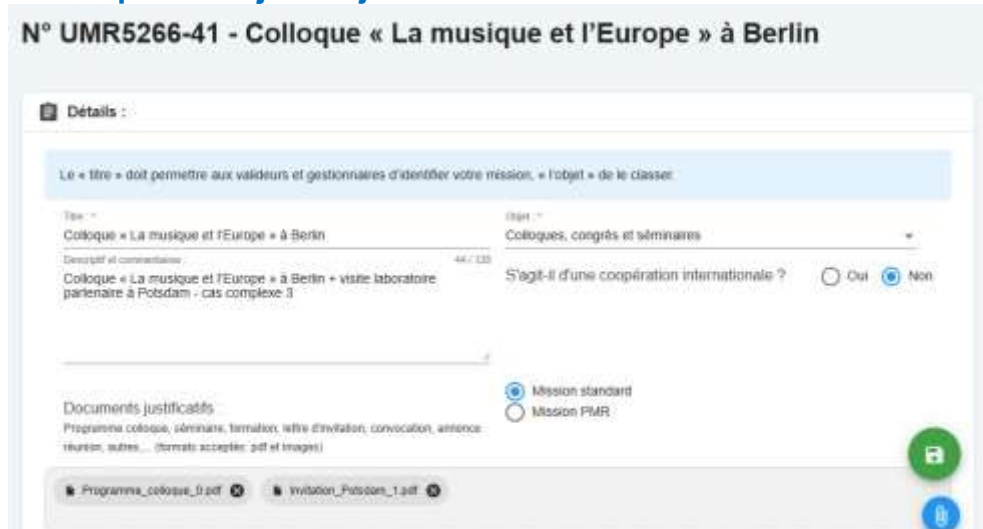 N° UMR5266-41 - Colloque « La musique et l'Europe » à Berlin
Détails :
Le « titre » doit permettre aux valideurs et gestionnaires d'identifier votre mission, « l'objet » de le classer.
Titre : *
Objet : *
Colloque « La musique et l'Europe » à Berlin
Colloques, congrès et séminaires
Descriptif et commentaires
44 / 120
S'agit-il d'une coopération internationale ?
Oui
Non
Colloque « La musique et l'Europe » à Berlin + visite laboratoire
partenaire à Potsdam - cas complexe 3
Mission standard
Mission PMR
Documents justificatifs
Programme colloque, séminaire, formation, lettre d'invitation, convocation, annonce
réunion, autres... (formats acceptés: pdf et images)
Programme_colloque_0.pdf
Invitation_Potsdam_1.pdf